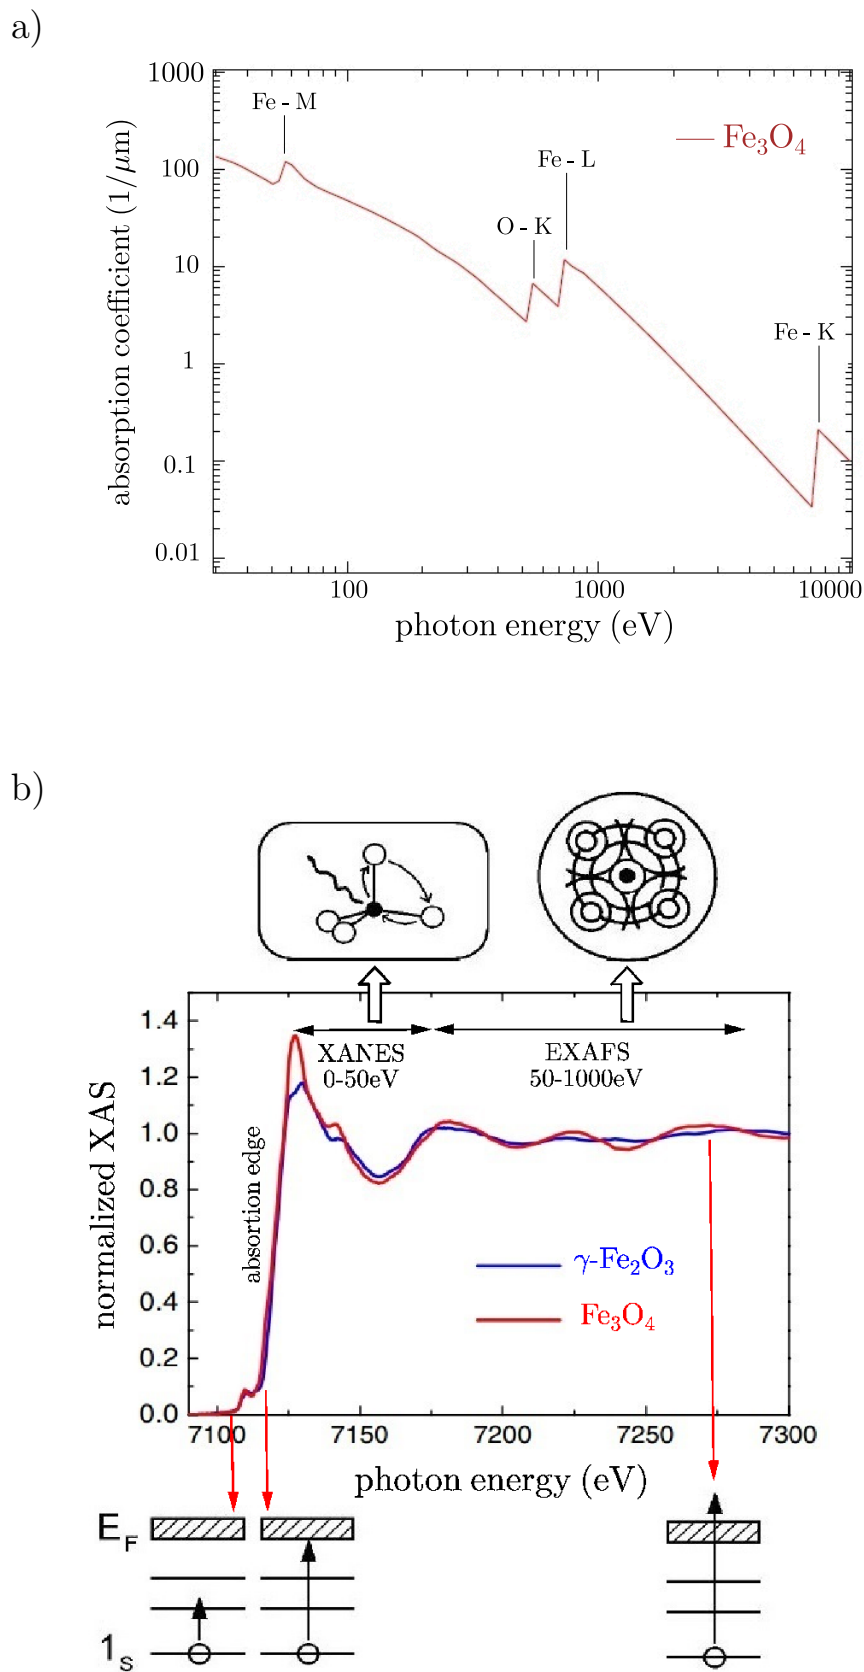 a)
1000
100
10
1
0.1
0.01
absorption coefficient (1/μm)
Fe - M
O - K
Fe - L
Fe - K
Fe₃O₄
100
1000
10000
photon energy (eV)
b)
1.4
1.2
1.0
0.8
0.6
0.4
0.2
0.0
normalized XAS
absortion edge
XANES
0-50eV
EXAFS
50-1000eV
γ-Fe₂O₃
Fe₃O₄
7100
7150
7200
7250
7300
photon energy (eV)
E_F
1s